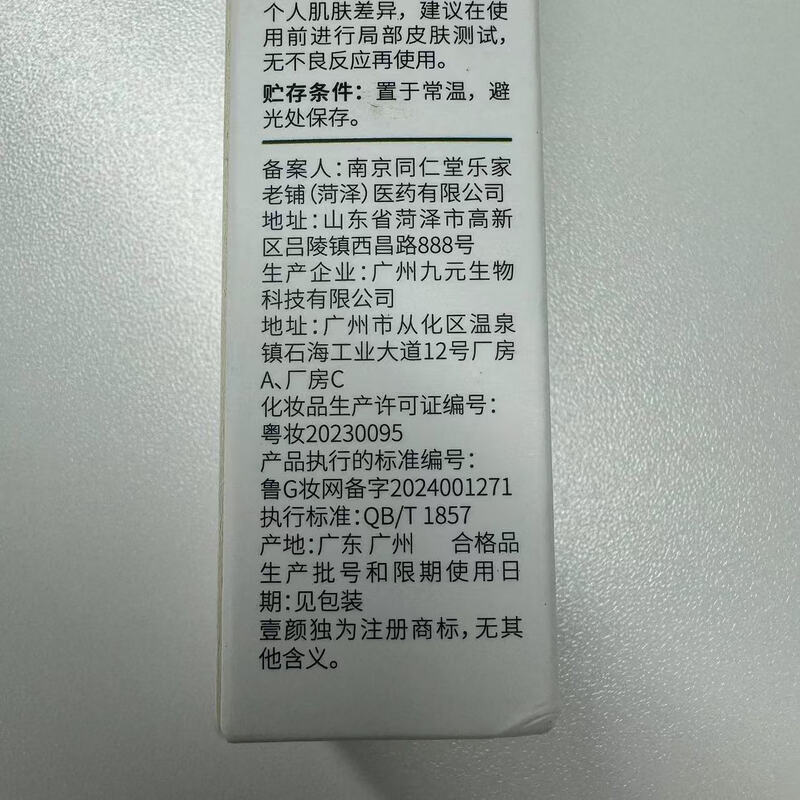 个人肌肤差异，建议在使
用前进行局部皮肤测试，
无不良反应再使用。
贮存条件：置于常温，避
光处保存。
备案人：南京同仁堂乐家
老铺（菏泽）医药有限公司
地址：山东省菏泽市高新
区吕陵镇西昌路888号
生产企业：广州九元生物
科技有限公司
地址：广州市从化区温泉
镇石海工业大道12号厂房
A、厂房C
化妆品生产许可证编号：
粤妆20230095
产品执行的标准编号：
鲁G妆网备字2024001271
执行标准：QB/T 1857
产地：广东 广州 合格品
生产批号和限期使用日
期：见包装
壹颜独为注册商标，无其
他含义。